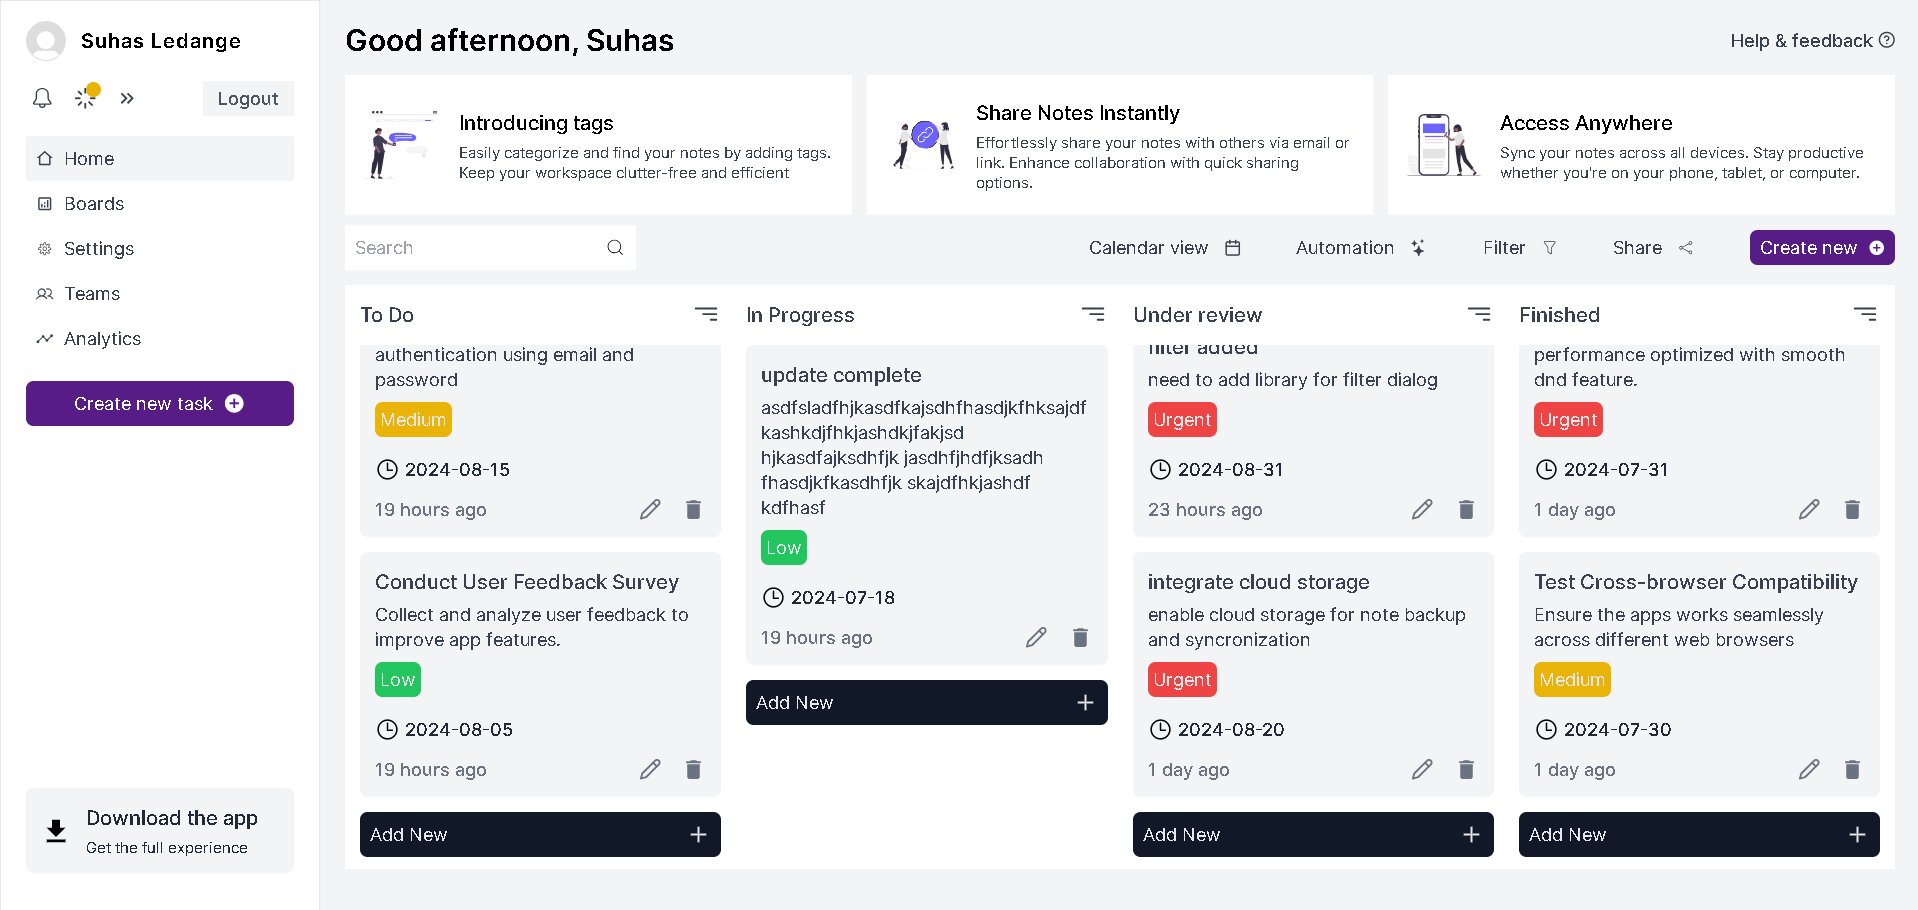 Suhas Ledange
Logout
Home
Boards
Settings
Teams
Analytics
Create new task
Download the app
Get the full experience
Good afternoon, Suhas
Help & feedback
Introducing tags
Easily categorize and find your notes by adding tags.
Keep your workspace clutter-free and efficient
Share Notes Instantly
Effortlessly share your notes with others via email or
link. Enhance collaboration with quick sharing
options.
Access Anywhere
Sync your notes across all devices. Stay productive
whether you're on your phone, tablet, or computer.
Search
Calendar view
Automation
Filter
Share
Create new
To Do
authentication using email and
password
Medium
2024-08-15
19 hours ago
Conduct User Feedback Survey
Collect and analyze user feedback to
improve app features.
Low
2024-08-05
19 hours ago
Add New
In Progress
update complete
asdfsladfhjkasdfkajsdhfhasdjkfhksajdf
kashkdjfhkjashdkjfakjsd
hjkasdfajksdhfjk jasdhfjhdfjksadh
fhasdjkfkasdhfjk skajdfhkjashdf
kdfhasf
Low
2024-07-18
19 hours ago
Add New
Under review
filter added
need to add library for filter dialog
Urgent
2024-08-31
23 hours ago
integrate cloud storage
enable cloud storage for note backup
and syncronization
Urgent
2024-08-20
1 day ago
Add New
Finished
performance optimized with smooth
dnd feature.
Urgent
2024-07-31
1 day ago
Test Cross-browser Compatibility
Ensure the apps works seamlessly
across different web browsers
Medium
2024-07-30
1 day ago
Add New